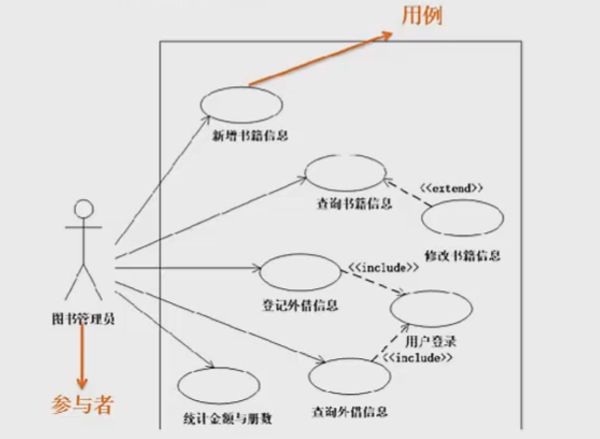 用例
新增书籍信息
<<extend>>
查询书籍信息
修改书籍信息
<<include>>
登记外借信息
图书管理员
用户登录
<<include>>
参与者
统计金额与册数
查询外借信息